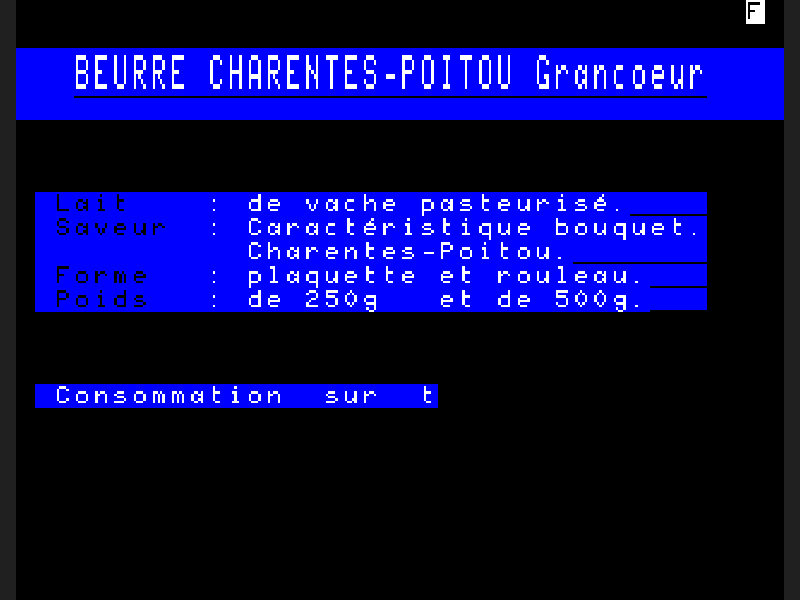 F
BEURRE CHARENTES-POITOU Grancoeur
Lait : de vache pasteurisé.
Saveur : Caractéristique bouquet.
Charentes-Poitou.
Forme : plaquette et rouleau.
Poids : de 250g et de 500g.
Consommation sur t